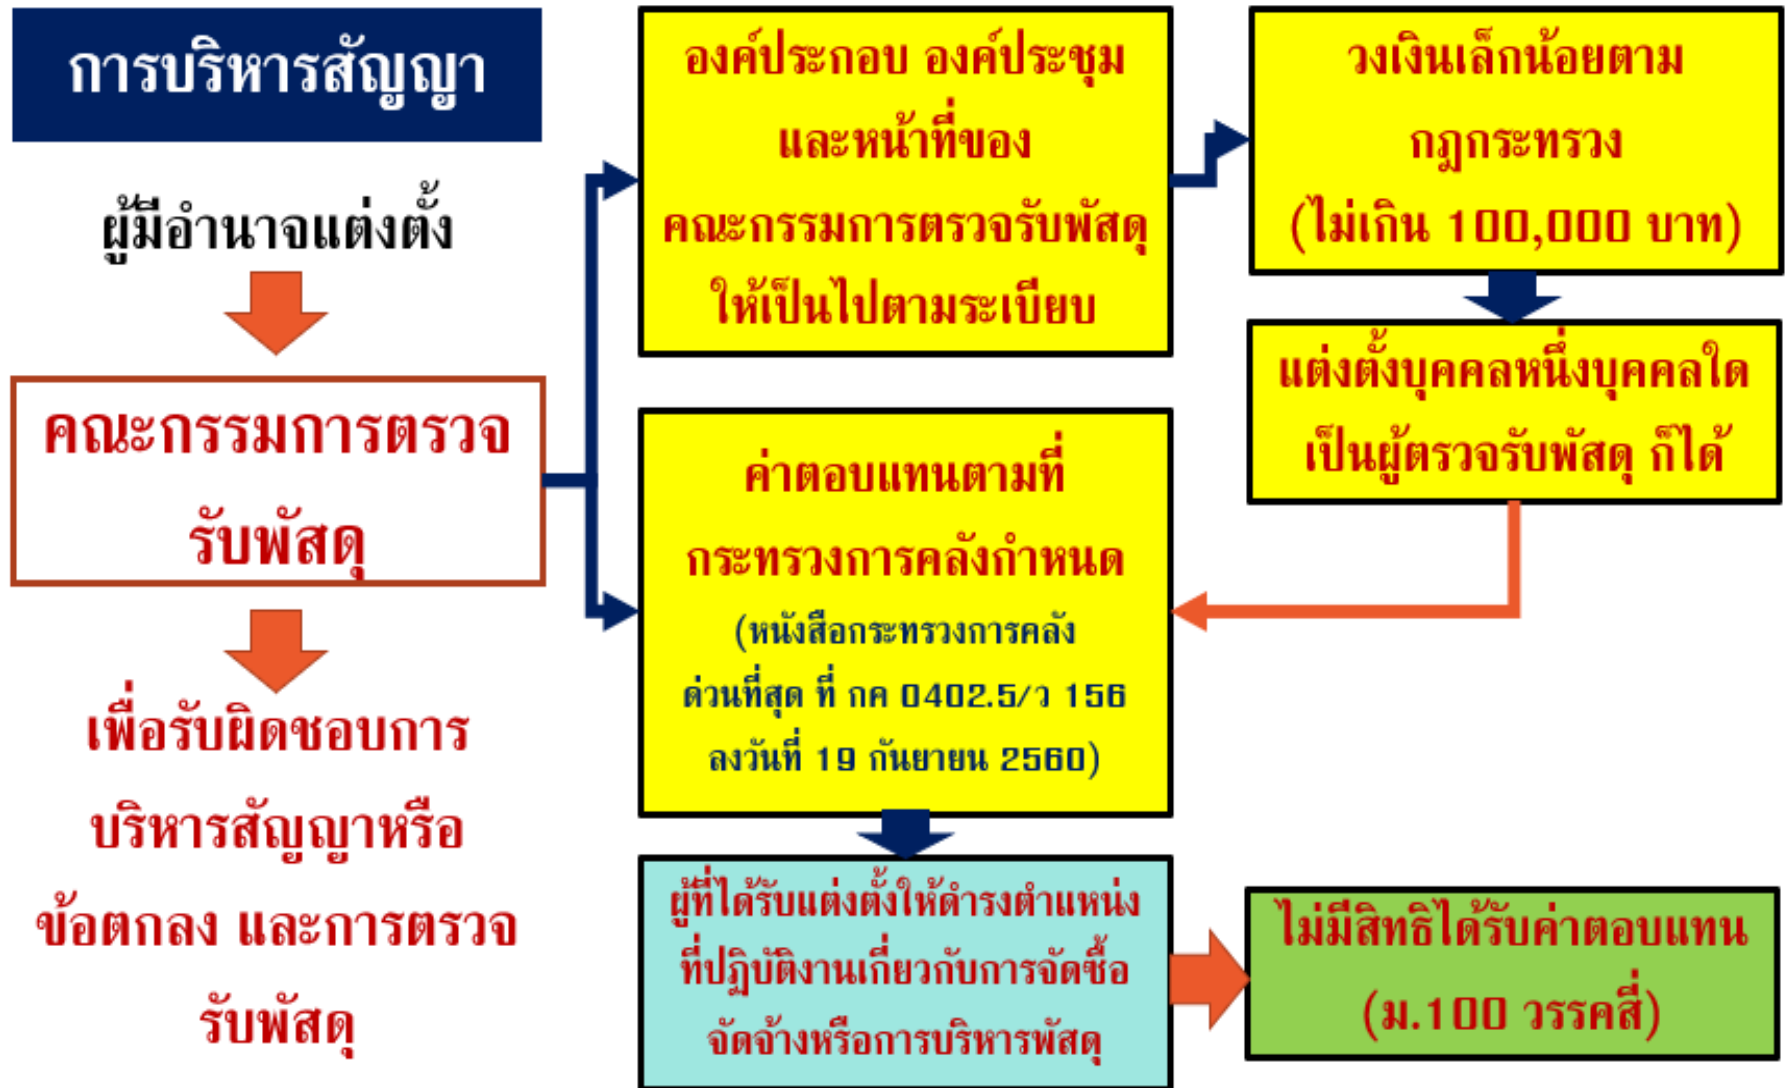 การบริหารสัญญา
ผู้มีอำนาจแต่งตั้ง
คณะกรรมการตรวจ
รับพัสดุ
เพื่อรับผิดชอบการ
บริหารสัญญาหรือ
ข้อตกลง และการตรวจ
รับพัสดุ
องค์ประกอบ องค์ประชุม
และหน้าที่ของ
คณะกรรมการตรวจรับพัสดุ
ให้เป็นไปตามระเบียบ
วงเงินเล็กน้อยตาม
กฎกระทรวง
(ไม่เกิน 100,000 บาท)
แต่งตั้งบุคคลหนึ่งบุคคลใด
เป็นผู้ตรวจรับพัสดุ ก็ได้
ค่าตอบแทนตามที่
กระทรวงการคลังกำหนด
(หนังสือกระทรวงการคลัง
ด่วนที่สุด ที่ กค 0402.5/ว 156
ลงวันที่ 19 กันยายน 2560)
ผู้ที่ได้รับแต่งตั้งให้ดำรงตำแหน่ง
ที่ปฏิบัติงานเกี่ยวกับการจัดซื้อ
จัดจ้างหรือการบริหารพัสดุ
ไม่มีสิทธิได้รับค่าตอบแทน
(ม.100 วรรคสี่)